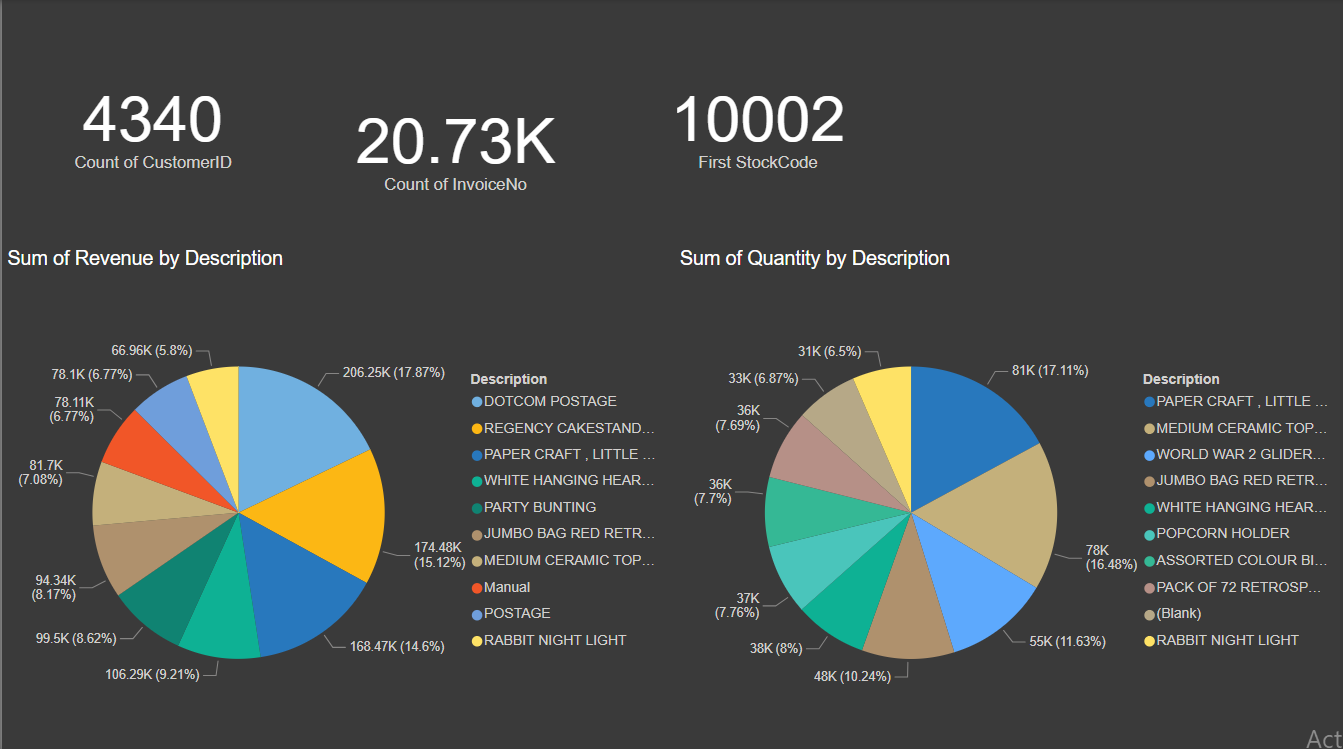 4340
Count of CustomerID
20.73K
Count of InvoiceNo
10002
First StockCode
Sum of Revenue by Description
66.96K (5.8%)
78.1K (6.77%)
78.11K
(6.77%)
81.7K
(7.08%)
94.34K
(8.17%)
99.5K (8.62%)
106.29K (9.21%)
206.25K (17.87%)
174.48K
(15.12%)
168.47K (14.6%)
Description
DOTCOM POSTAGE
REGENCY CAKESTAND...
PAPER CRAFT , LITTLE ...
WHITE HANGING HEAR...
PARTY BUNTING
JUMBO BAG RED RETR...
MEDIUM CERAMIC TOP...
Manual
POSTAGE
RABBIT NIGHT LIGHT
Sum of Quantity by Description
31K (6.5%)
33K (6.87%)
36K
(7.69%)
36K
(7.7%)
37K
(7.76%)
38K (8%)
48K (10.24%)
81K (17.11%)
78K
(16.48%)
55K (11.63%)
Description
PAPER CRAFT , LITTLE ...
MEDIUM CERAMIC TOP...
WORLD WAR 2 GLIDER...
JUMBO BAG RED RETR...
WHITE HANGING HEAR...
POPCORN HOLDER
ASSORTED COLOUR BI...
PACK OF 72 RETROSP...
(Blank)
RABBIT NIGHT LIGHT
Act